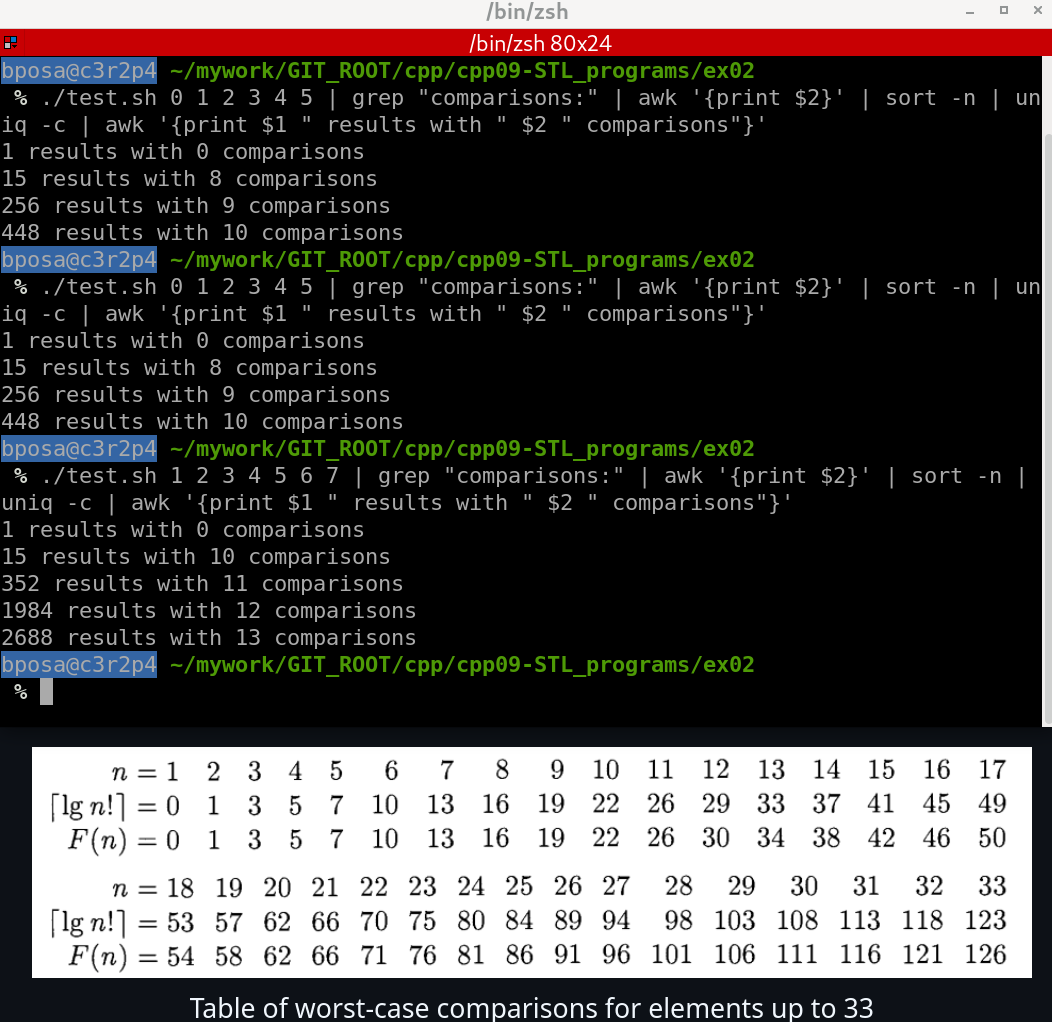 /bin/zsh
/bin/zsh 80x24
bposa@c3r2p4 ~/mywork/GIT_ROOT/cpp/cpp09-STL_programs/ex02
% ./test.sh 0 1 2 3 4 5 | grep "comparisons:" | awk '{print $2}' | sort -n | un
iq -c | awk '{print $1 " results with " $2 " comparisons"}'
1 results with 0 comparisons
15 results with 8 comparisons
256 results with 9 comparisons
448 results with 10 comparisons
bposa@c3r2p4 ~/mywork/GIT_ROOT/cpp/cpp09-STL_programs/ex02
% ./test.sh 0 1 2 3 4 5 | grep "comparisons:" | awk '{print $2}' | sort -n | un
iq -c | awk '{print $1 " results with " $2 " comparisons"}'
1 results with 0 comparisons
15 results with 8 comparisons
256 results with 9 comparisons
448 results with 10 comparisons
bposa@c3r2p4 ~/mywork/GIT_ROOT/cpp/cpp09-STL_programs/ex02
% ./test.sh 1 2 3 4 5 6 7 | grep "comparisons:" | awk '{print $2}' | sort -n |
uniq -c | awk '{print $1 " results with " $2 " comparisons"}'
1 results with 0 comparisons
15 results with 10 comparisons
352 results with 11 comparisons
1984 results with 12 comparisons
2688 results with 13 comparisons
bposa@c3r2p4 ~/mywork/GIT_ROOT/cpp/cpp09-STL_programs/ex02
%
n = 1 2 3 4 5 6 7 8 9 10 11 12 13 14 15 16 17
⌈lg n!⌉ = 0 1 3 5 7 10 13 16 19 22 26 29 33 37 41 45 49
F(n) = 0 1 3 5 7 10 13 16 19 22 26 30 34 38 42 46 50
n = 18 19 20 21 22 23 24 25 26 27 28 29 30 31 32 33
⌈lg n!⌉ = 53 57 62 66 70 75 80 84 89 94 98 103 108 113 118 123
F(n) = 54 58 62 66 71 76 81 86 91 96 101 106 111 116 121 126
Table of worst-case comparisons for elements up to 33